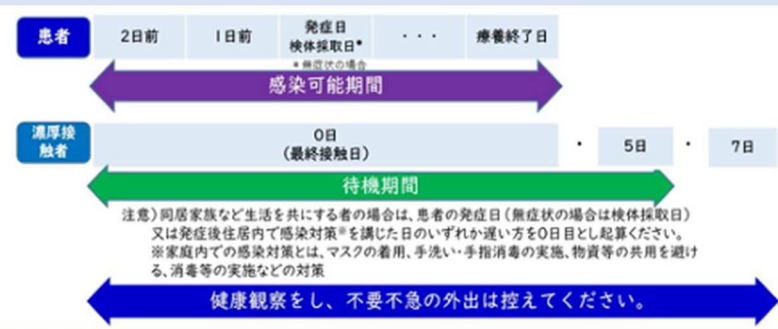 患者
2日前
1日前
発症日
検体採取日*
・・・
療養終了日
*無症状の場合
感染可能期間
濃厚接
触者
0日
(最終接触日)
・
5日
・
7日
待機期間
注意)同居家族など生活を共にする者の場合は、患者の発症日(無症状の場合は検体採取日)
又は発症後住居内で感染対策※を講じた日のいずれか遅い方を0日目とし起算ください。
※家庭内での感染対策とは、マスクの着用、手洗い・手指消毒の実施、物資等の共用を避け
る、消毒等の実施などの対策
健康観察をし、不要不急の外出は控えてください。